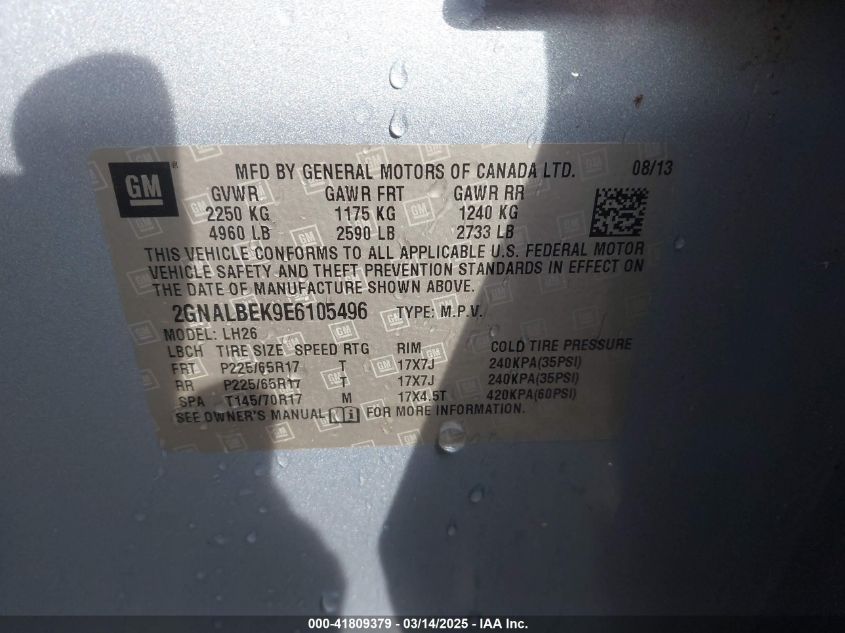 GM ® MFD BY GENERAL MOTORS OF CANADA LTD. 08/13
GVWR GAWR FRT GAWR RR
2250 KG 1175 KG 1240 KG
4960 LB 2590 LB 2733 LB
THIS VEHICLE CONFORMS TO ALL APPLICABLE U.S. FEDERAL MOTOR
VEHICLE SAFETY AND THEFT PREVENTION STANDARDS IN EFFECT ON
THE DATE OF MANUFACTURE SHOWN ABOVE.
2GNALBEK9E6105496 TYPE: M.P.V.
MODEL: LH26
LBCH TIRE SIZE SPEED RTG RIM COLD TIRE PRESSURE
FRT P225/65R17 T 17X7J 240KPA(35PSI)
RR P225/65R17 T 17X7J 240KPA(35PSI)
SPA T145/70R17 M 17X4.5T 420KPA(60PSI)
SEE OWNER'S MANUAL i FOR MORE INFORMATION.
000-41809379 / 03/14/2025 - © IAA Inc.